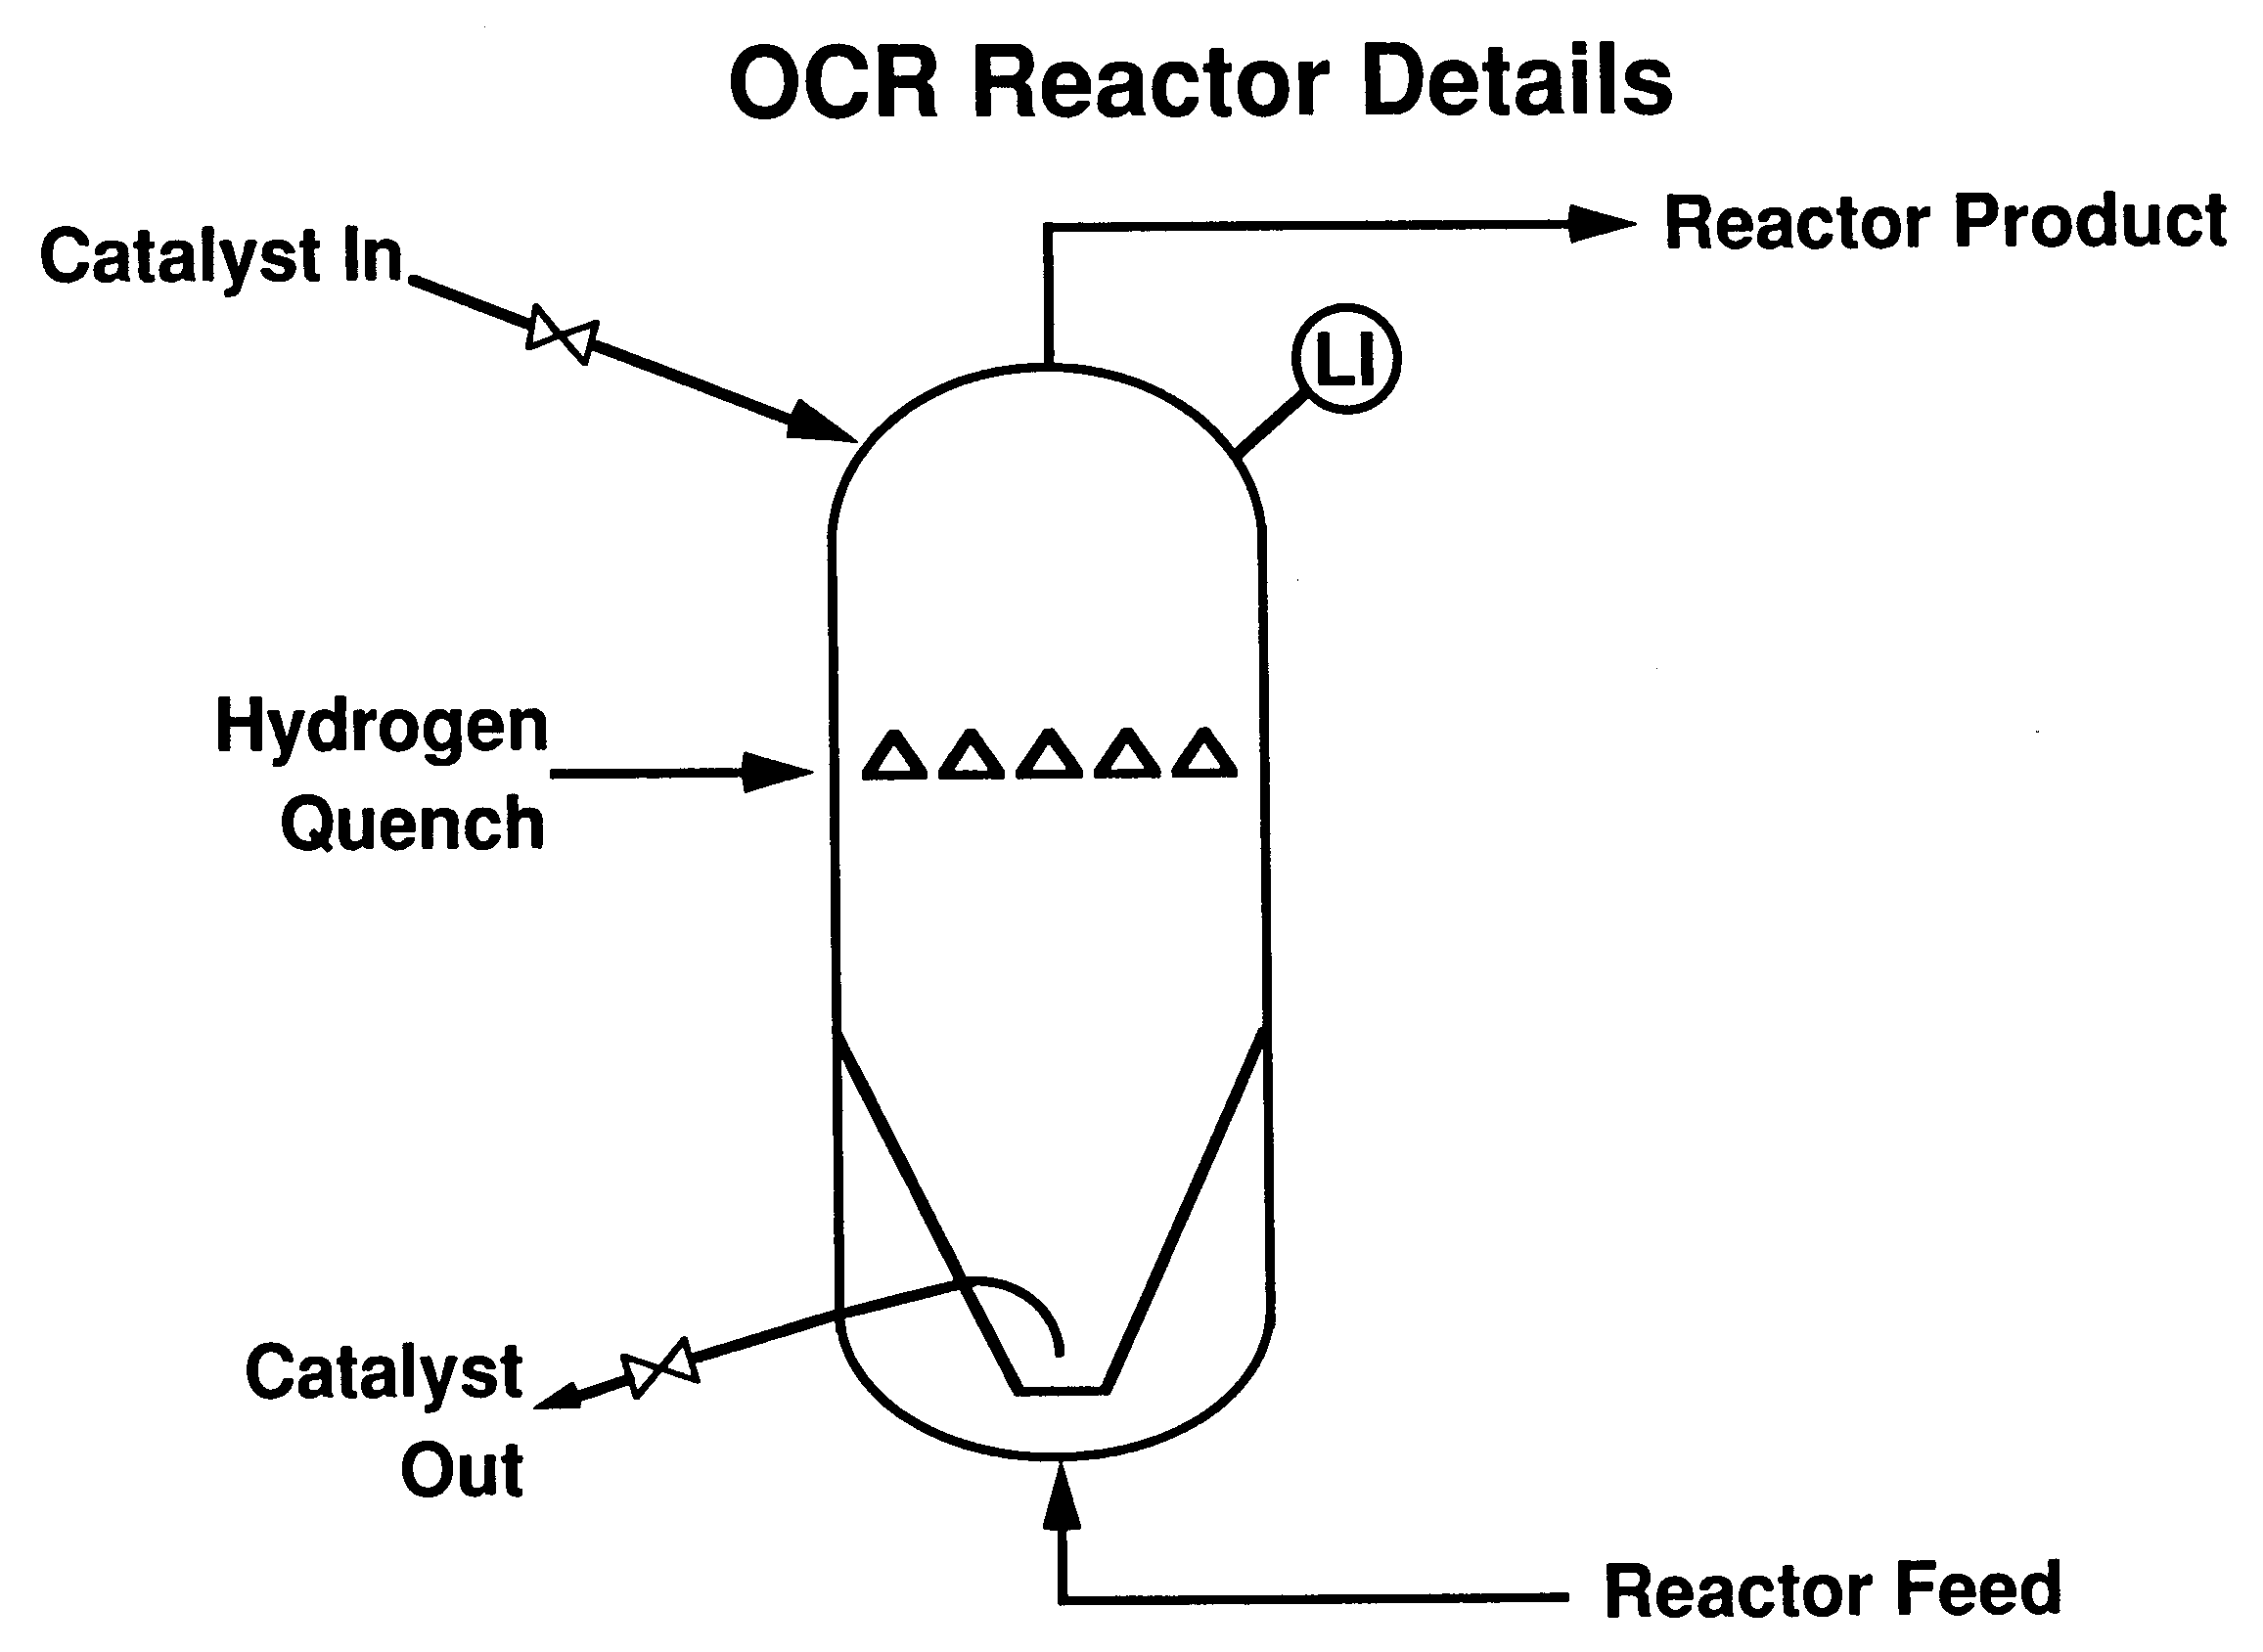 OCR Reactor Details
Reactor Product
Catalyst In
LI
Hydrogen
Quench
Catalyst
Out
Reactor Feed